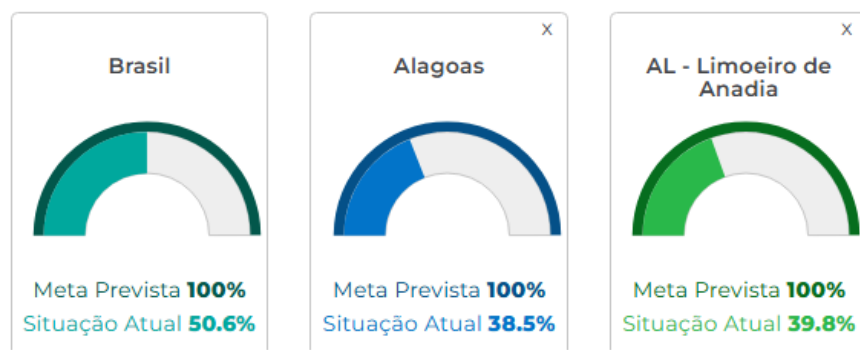 Brasil
Meta Prevista 100%
Situação Atual 50.6%
X
Alagoas
Meta Prevista 100%
Situação Atual 38.5%
X
AL - Limoeiro de
Anadia
Meta Prevista 100%
Situação Atual 39.8%